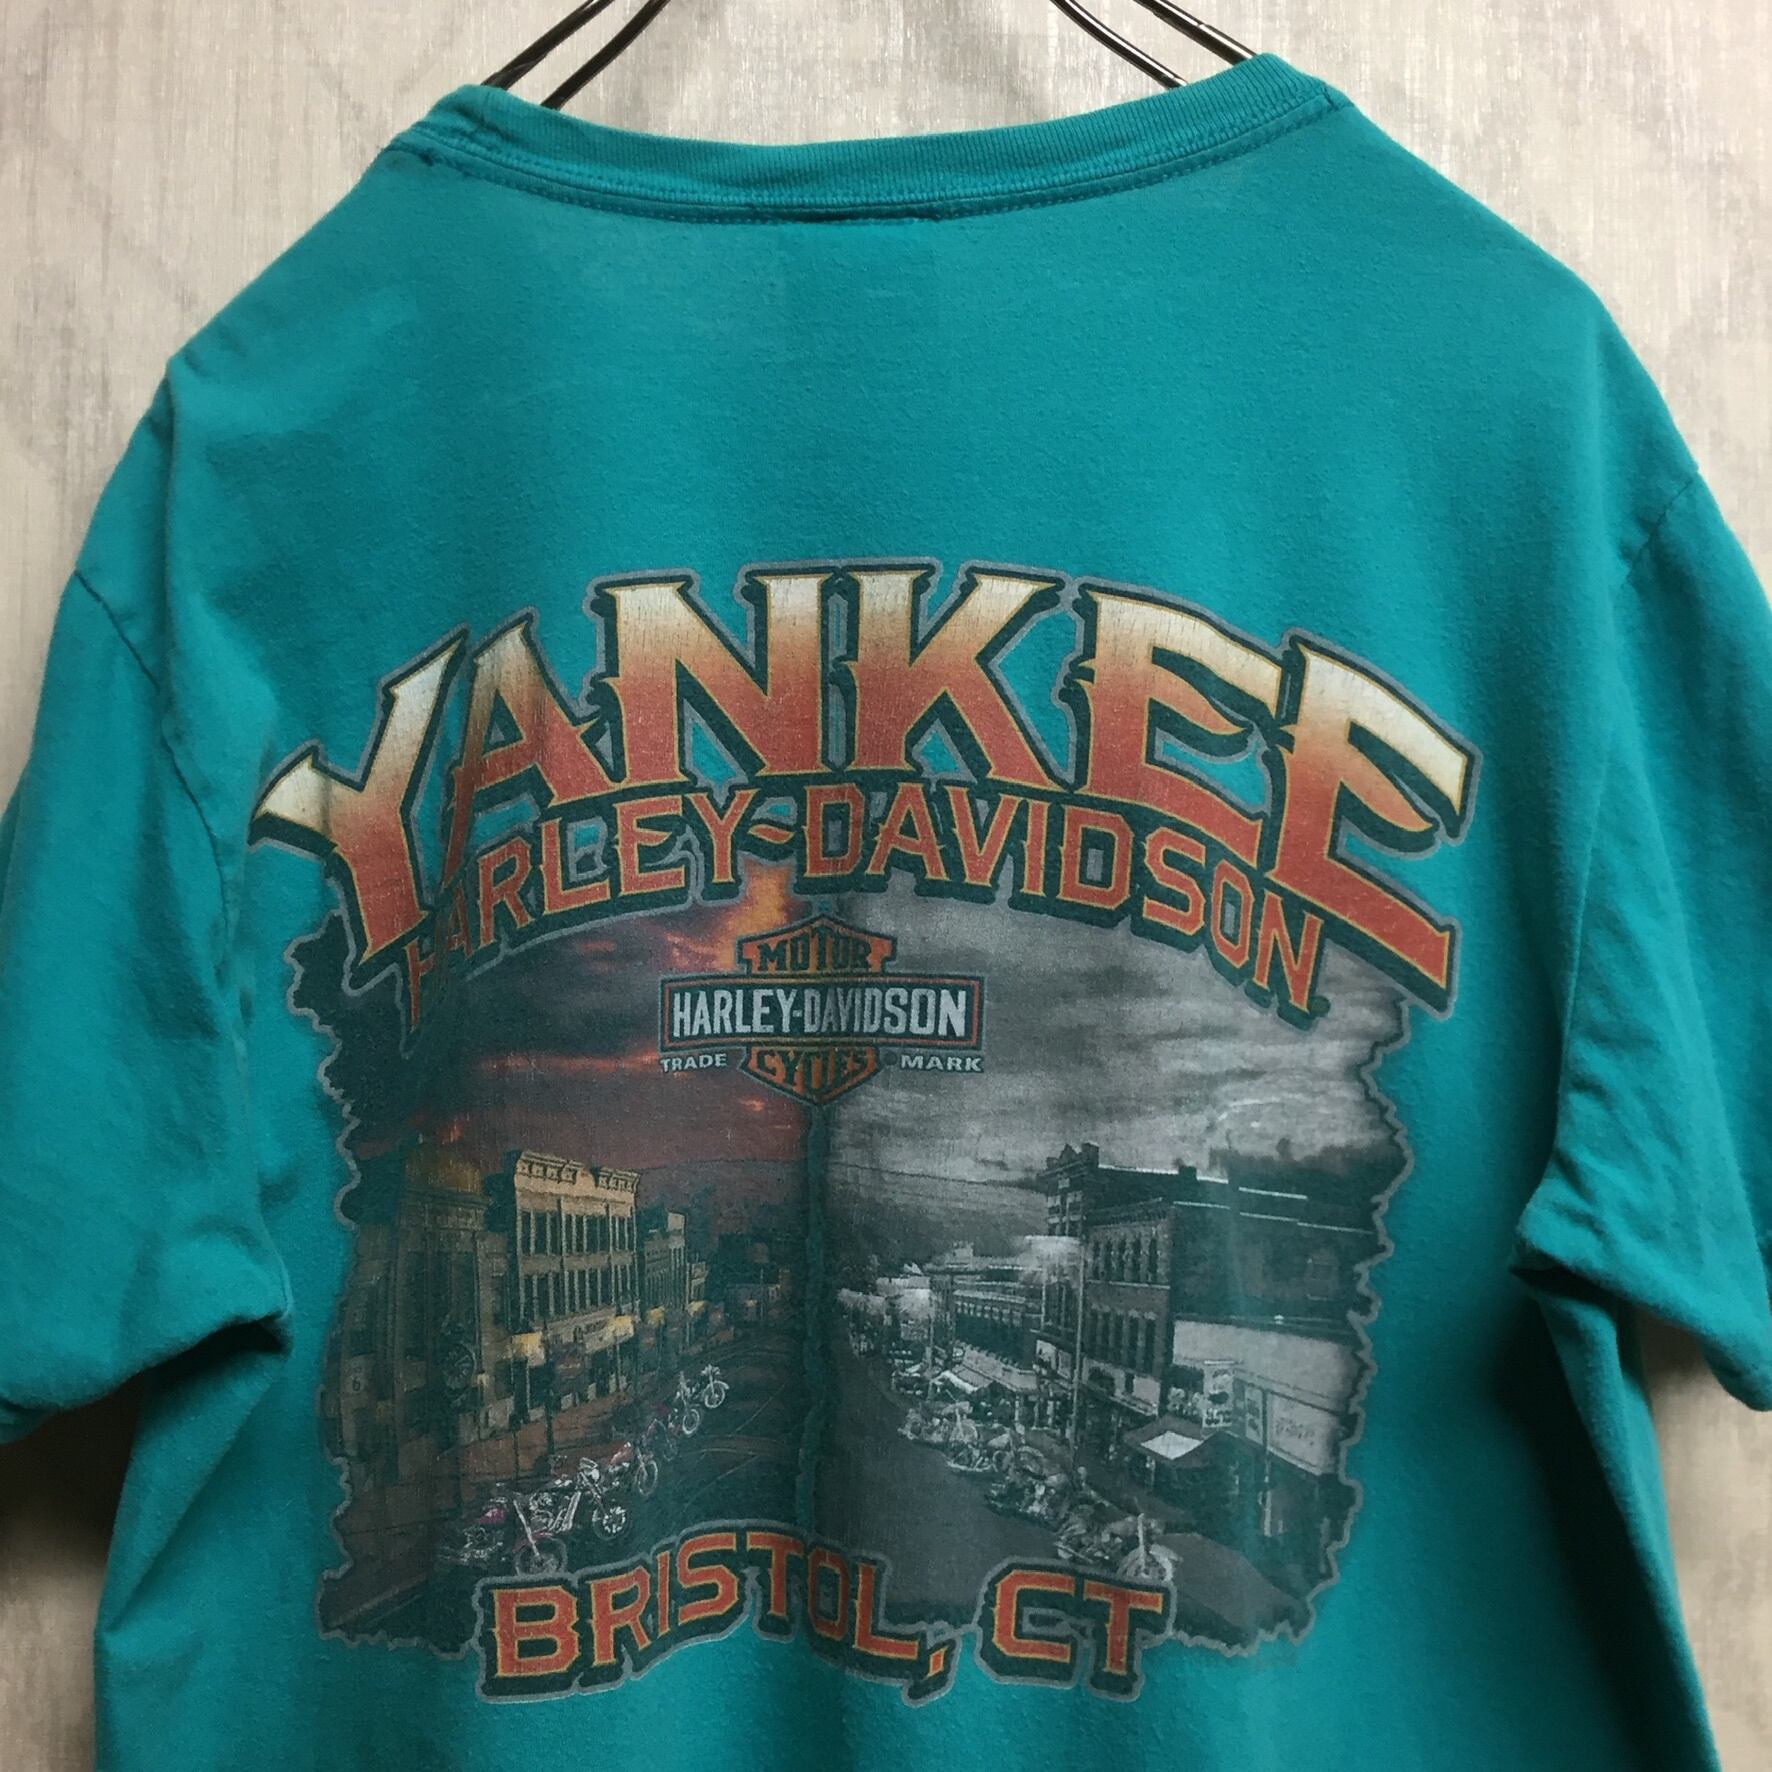 YANKEE
HARLEY-DAVIDSON
MOTOR
HARLEY-DAVIDSON
TRADE CYCLES MARK
BRISTOL, CT